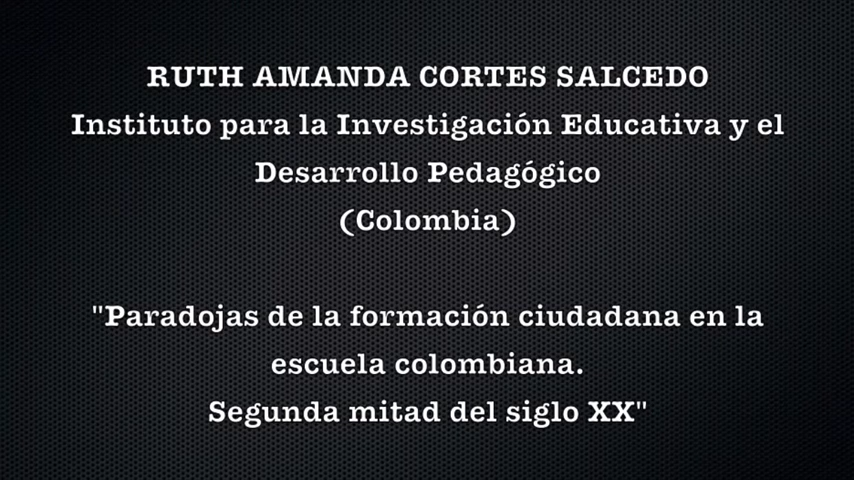 RUTH AMANDA CORTES SALCEDO
Instituto para la Investigación Educativa y el
Desarrollo Pedagógico
(Colombia)
"Paradojas de la formación ciudadana en la
escuela colombiana.
Segunda mitad del siglo XX"